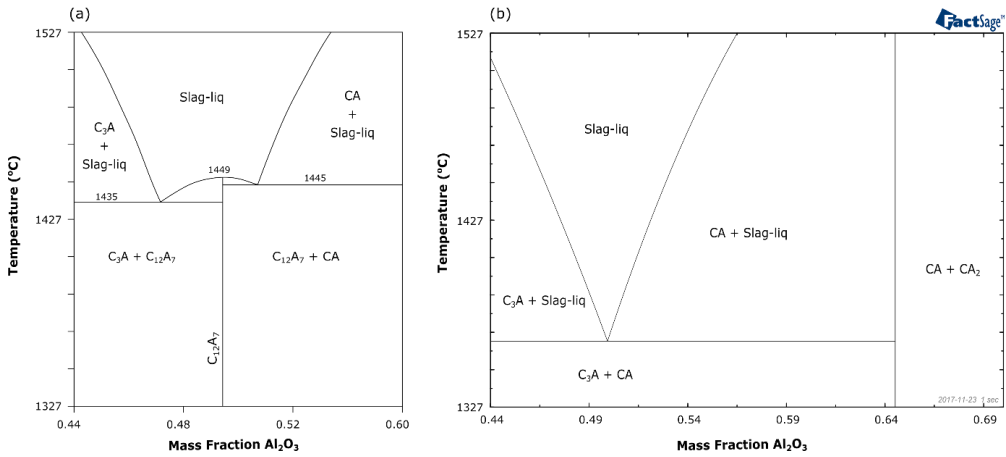 (a)
1527
1427
1327
Temperature (°C)
Slag-liq
C₃A
+
Slag-liq
CA
+
Slag-liq
1449
1435
1445
C₃A + C₁₂A₇
C₁₂A₇ + CA
C₁₂A₇
0.44
0.48
0.52
0.56
0.60
Mass Fraction Al₂O₃
(b)
FactSage™
1527
1427
1327
Temperature (°C)
Slag-liq
CA + Slag-liq
CA + CA₂
C₃A + Slag-liq
C₃A + CA
2017-11-23 1 sec
0.44
0.49
0.54
0.59
0.64
0.69
Mass Fraction Al₂O₃